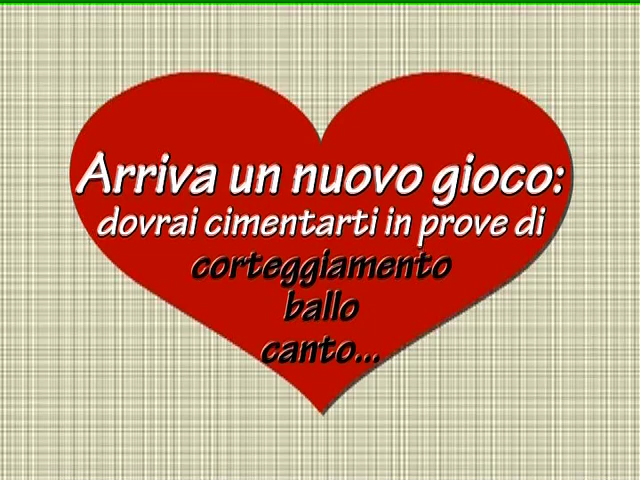 Arriva un nuovo gioco:
dovrai cimentarti in prove di
corteggiamento
ballo
canto...